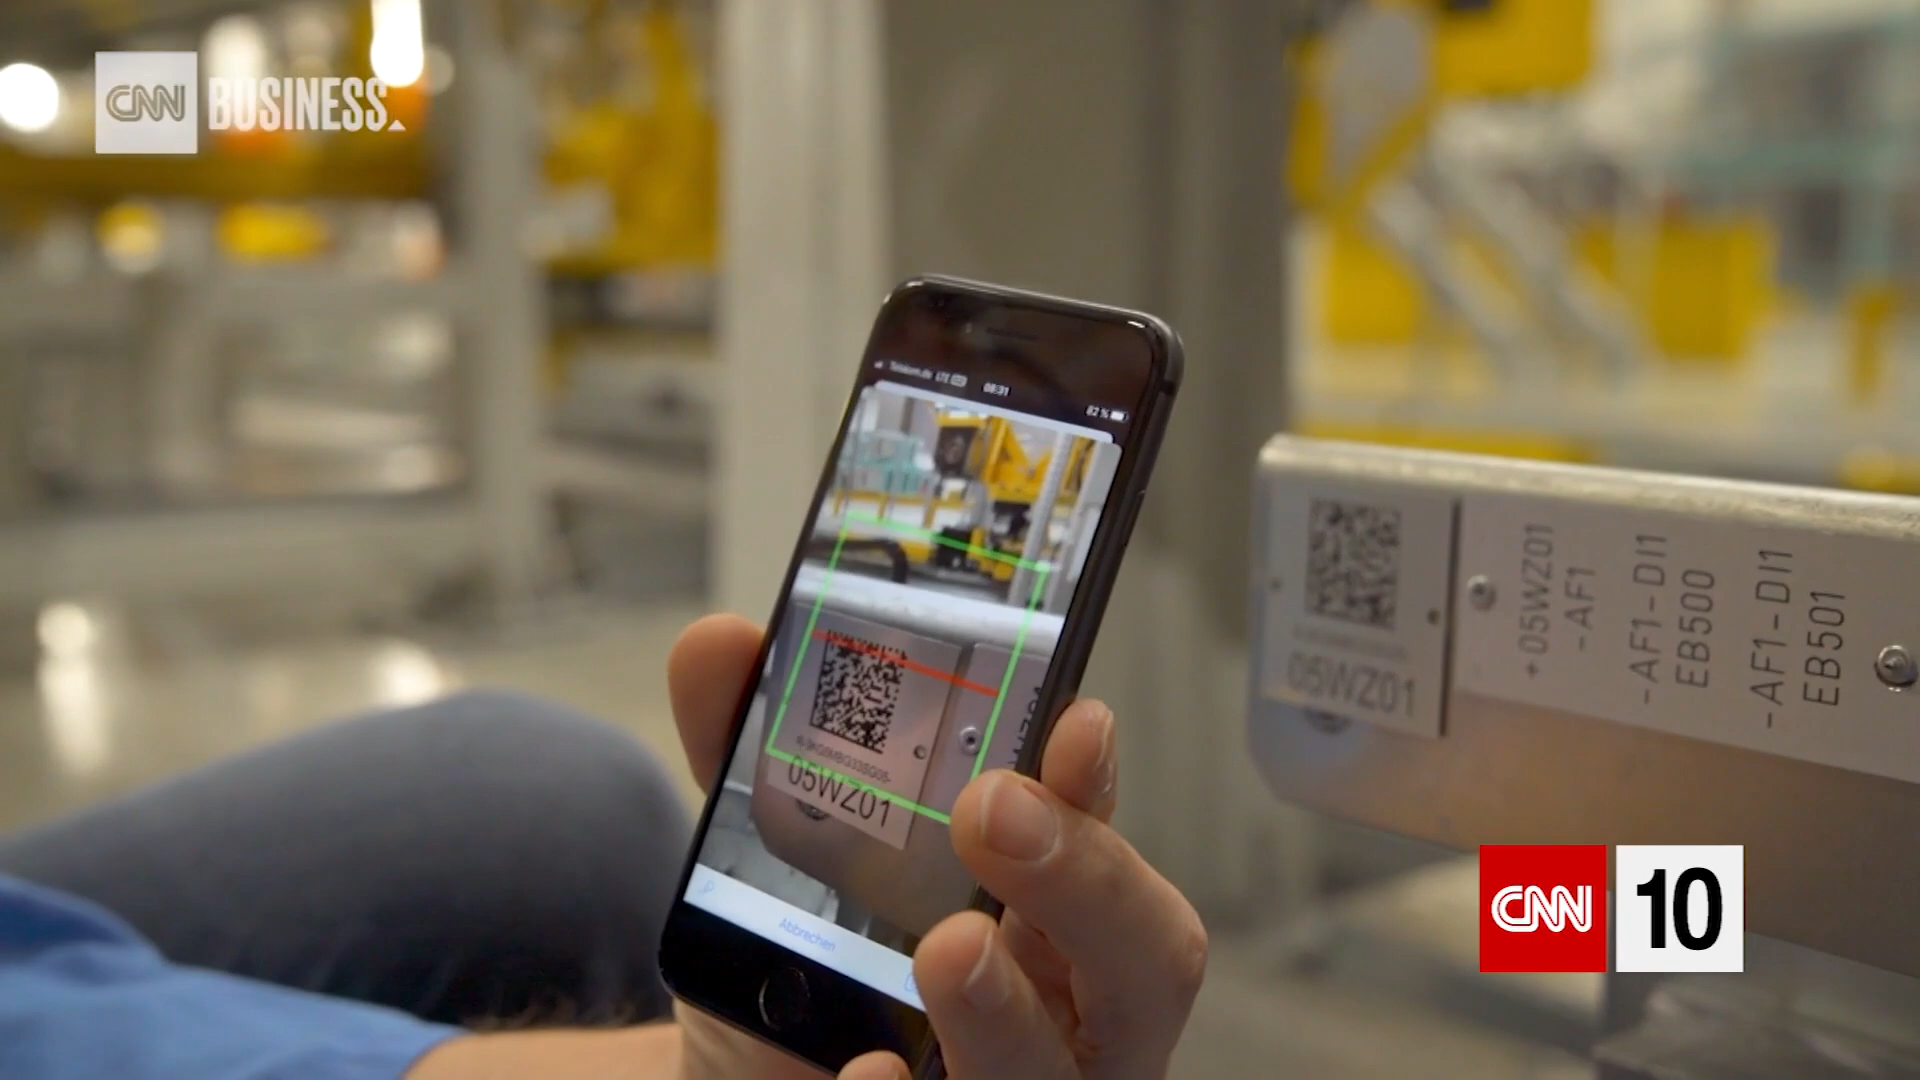 CNN BUSINESS
Telekom.de LTE 08:31 82 %
05WZ01
Abbrechen
05WZ01
+05WZ01
-AF1
-AF1-DI1
EB500
-AF1-DI1
EB501
CNN 10